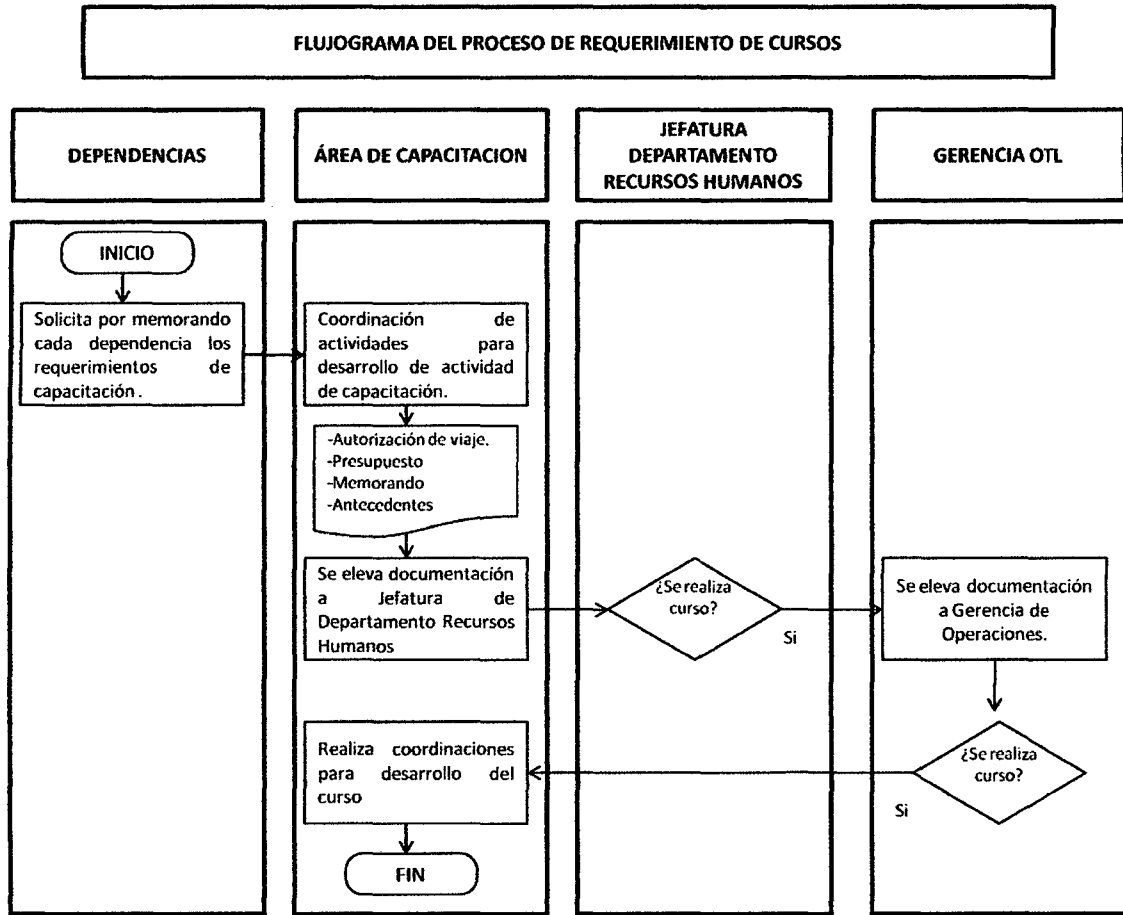 FLUJOGRAMA DEL PROCESO DE REQUERIMIENTO DE CURSOS
DEPENDENCIAS
ÁREA DE CAPACITACION
JEFATURA
DEPARTAMENTO
RECURSOS HUMANOS
GERENCIA OTL
INICIO
Solicita por memorando
cada dependencia los
requerimientos de
capacitación.
Coordinación de
actividades para
desarrollo de actividad
de capacitación.
-Autorización de viaje.
-Presupuesto
-Memorando
-Antecedentes
Se eleva documentación
a Jefatura de
Departamento Recursos
Humanos
¿Se realiza
curso?
Si
Se eleva documentación
a Gerencia de
Operaciones.
¿Se realiza
curso?
Si
Realiza coordinaciones
para desarrollo del
curso
FIN